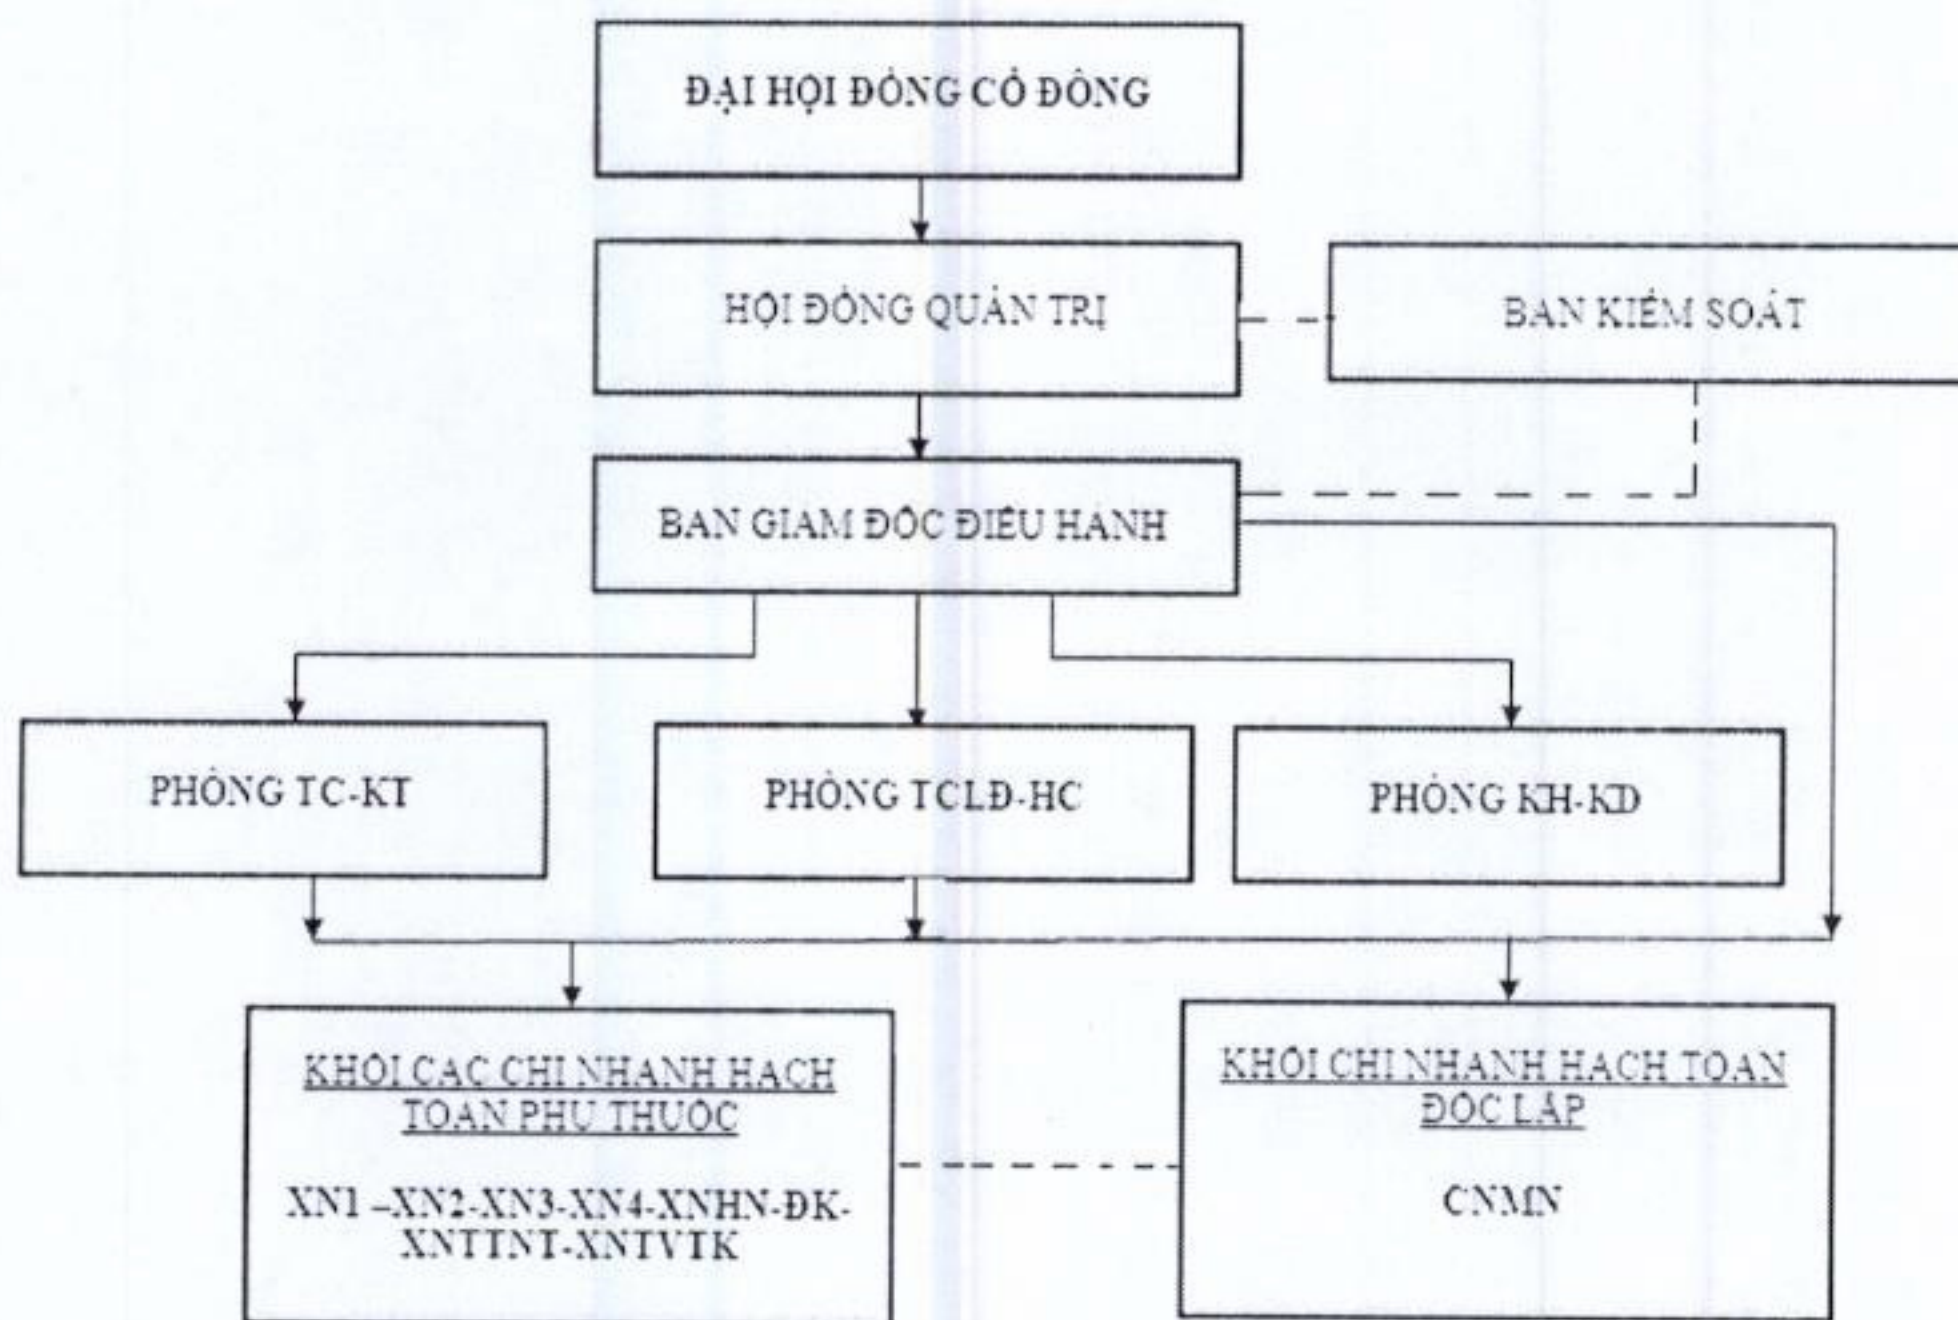 ĐẠI HỘI ĐỒNG CỔ ĐÔNG
HỘI ĐỒNG QUẢN TRỊ
BAN KIỂM SOÁT
BAN GIÁM ĐỐC ĐIỀU HÀNH
PHÒNG TC-KT
PHÒNG TCLĐ-HC
PHÒNG KH-KD
KHỐI CÁC CHI NHÁNH HẠCH
TOÁN PHỤ THUỘC
XN1 –XN2-XN3-XN4-XNHN-ĐK-
XNTTNT-XNTVTK
KHỐI CHI NHÁNH HẠCH TOÁN
ĐỘC LẬP
CNMN